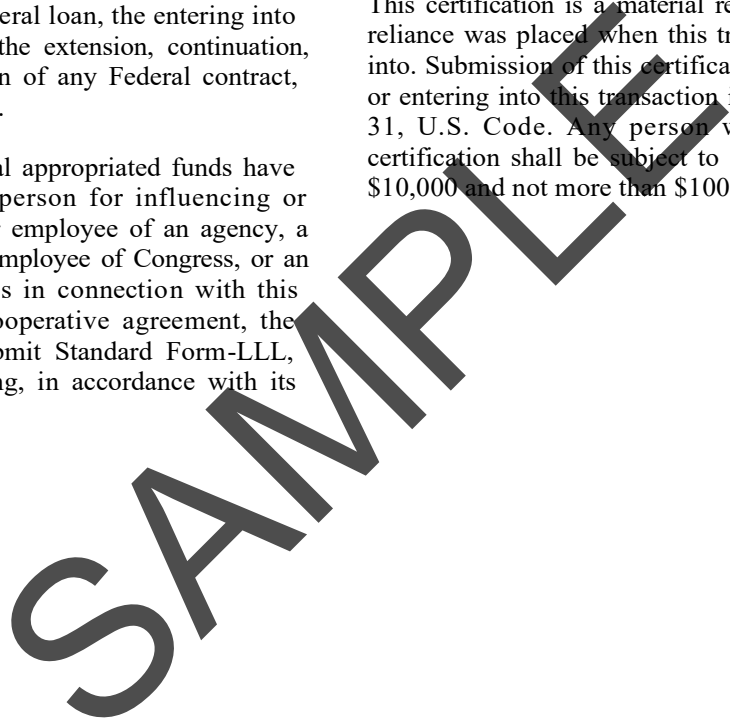 eral loan, the entering into
the extension, continuation,
n of any Federal contract,
.
al appropriated funds have
person for influencing or
employee of an agency, a
mployee of Congress, or an
s in connection with this
ooperative agreement, the
bmit Standard Form-LLL,
ng, in accordance with its
This certification is a material re
reliance was placed when this tr
into. Submission of this certifica
or entering into this transaction i
31, U.S. Code. Any person w
certification shall be subject to
$10,000 and not more than $100
SAMPLE